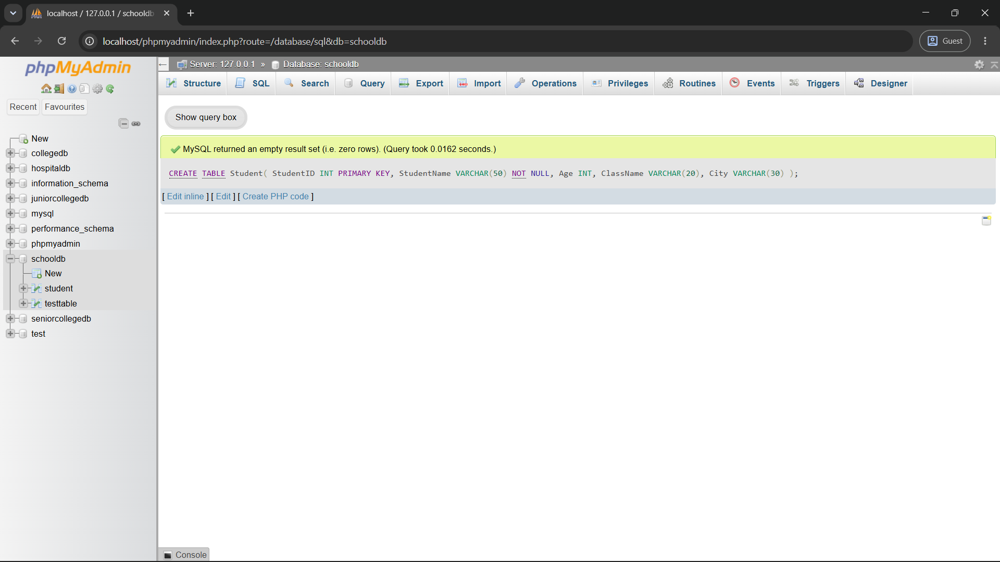 localhost / 127.0.0.1 / schooldb
localhost/phpmyadmin/index.php?route=/database/sql&db=schooldb
Guest
phpMyAdmin
Recent
Favourites
New
collegedb
hospitaldb
information_schema
juniorcollegedb
mysql
performance_schema
phpmyadmin
schooldb
New
student
testtable
seniorcollegedb
test
Server: 127.0.0.1 » Database: schooldb
Structure SQL Search Query Export Import Operations Privileges Routines Events Triggers Designer
Show query box
MySQL returned an empty result set (i.e. zero rows). (Query took 0.0162 seconds.)
CREATE TABLE Student( StudentID INT PRIMARY KEY, StudentName VARCHAR(50) NOT NULL, Age INT, ClassName VARCHAR(20), City VARCHAR(30) );
[ Edit inline ] [ Edit ] [ Create PHP code ]
Console